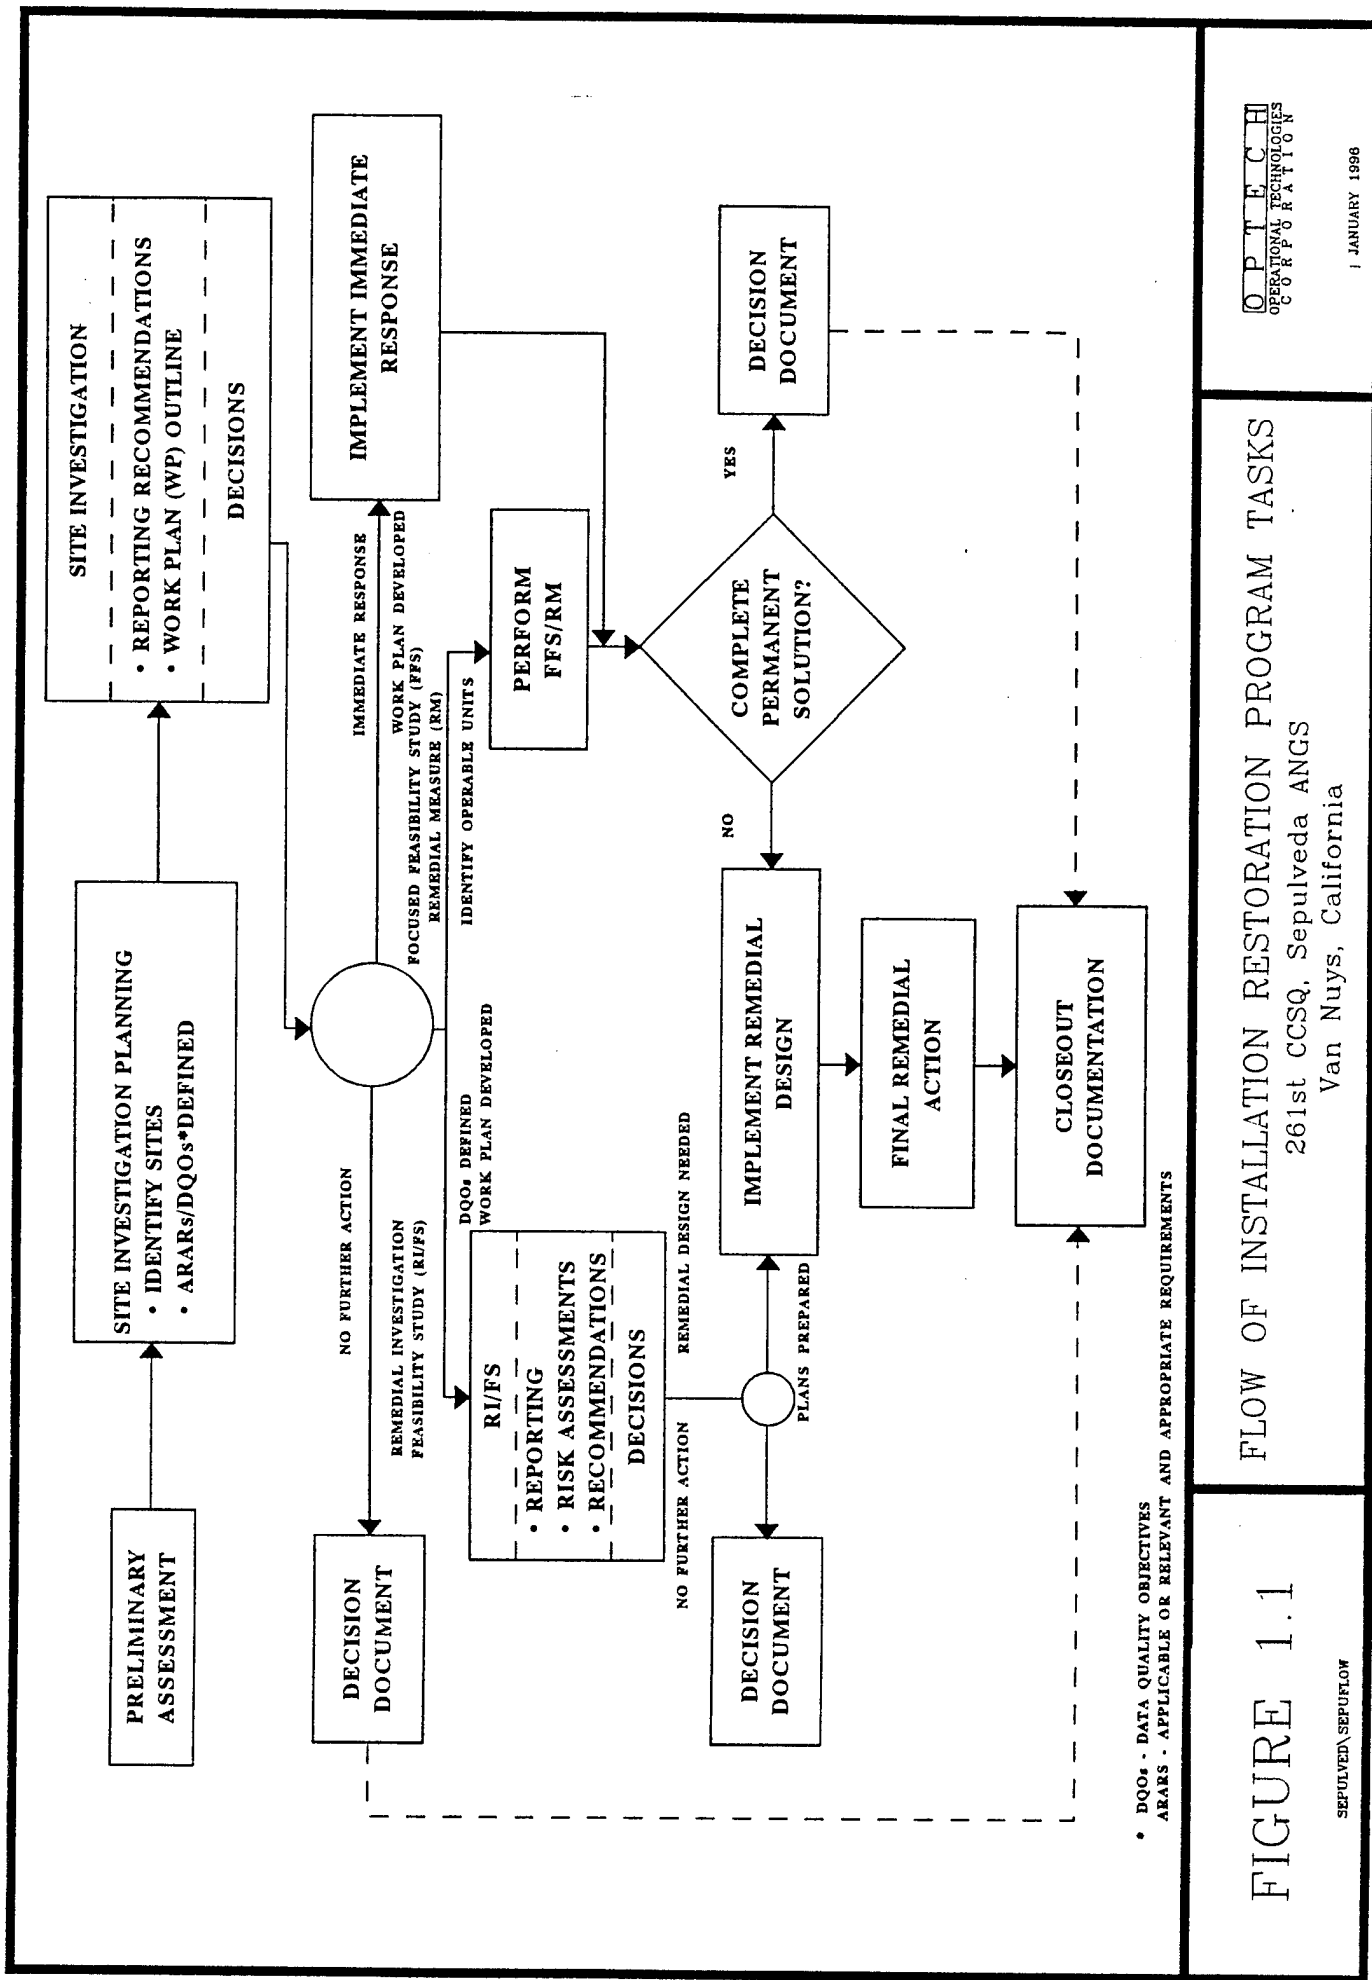 PRELIMINARY
ASSESSMENT
SITE INVESTIGATION PLANNING
• IDENTIFY SITES
• ARARs/DQOs*DEFINED
SITE INVESTIGATION
• REPORTING RECOMMENDATIONS
• WORK PLAN (WP) OUTLINE
DECISIONS
DECISION
DOCUMENT
NO FURTHER ACTION
IMMEDIATE RESPONSE
IMPLEMENT IMMEDIATE
RESPONSE
REMEDIAL INVESTIGATION
FEASIBILITY STUDY (RI/FS)
WORK PLAN DEVELOPED
FOCUSED FEASIBILITY STUDY (FFS)
REMEDIAL MEASURE (RM)
DQOs DEFINED
WORK PLAN DEVELOPED
IDENTIFY OPERABLE UNITS
RI/FS
• REPORTING
• RISK ASSESSMENTS
• RECOMMENDATIONS
DECISIONS
PERFORM
FFS/RM
NO FURTHER ACTION
REMEDIAL DESIGN NEEDED
COMPLETE
PERMANENT
SOLUTION?
NO
YES
DECISION
DOCUMENT
PLANS PREPARED
IMPLEMENT REMEDIAL
DESIGN
DECISION
DOCUMENT
FINAL REMEDIAL
ACTION
CLOSEOUT
DOCUMENTATION
* DQOs - DATA QUALITY OBJECTIVES
ARARS - APPLICABLE OR RELEVANT AND APPROPRIATE REQUIREMENTS
FIGURE 1.1
SEPULVED\SEPUFLOW
FLOW OF INSTALLATION RESTORATION PROGRAM TASKS
261st CCSQ, Sepulveda ANGS
Van Nuys, California
OPTECH
OPERATIONAL TECHNOLOGIES
CORPORATION
JANUARY 1996